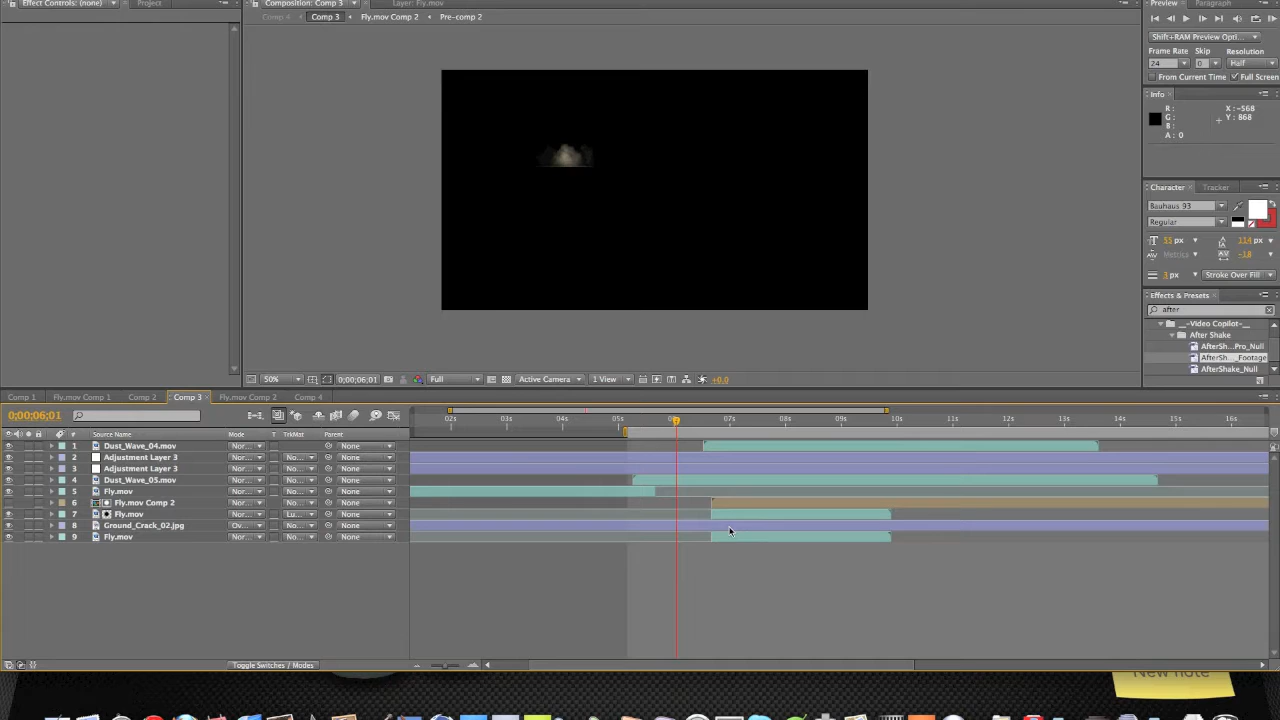 Effect Controls: (none) Project Composition: Comp 3 Layer: Fly.mov Preview Paragraph
Comp 4 Comp 3 Fly.mov Comp 2 Pre-comp 2
Shift+RAM Preview Opti...
Frame Rate Skip Resolution
24 0 Half
From Current Time Full Screen
Info
R : X : -568
G : Y : 868
B :
A : 0
Character Tracker
Bauhaus 93
Regular
55 px 114 px
Metrics -18
3 px Stroke Over Fill
Effects & Presets
after
__-Video Copilot-__
After Shake
AfterSh...Pro_Null
AfterSh..._Footage
AfterShake_Null
50% 0;00;06;01 Full Active Camera 1 View +0.0
Comp 1 Fly.mov Comp 1 Comp 2 Comp 3 Fly.mov Comp 2 Comp 4
0;00;06;01
02s 03s 04s 05s 07s 08s 09s 10s 11s 12s 13s 14s 15s 16s
# Source Name Mode T TrkMat Parent
1 Dust_Wave_04.mov Nor... None
2 Adjustment Layer 3 Nor... No... None
3 Adjustment Layer 3 Nor... No... None
4 Dust_Wave_05.mov Nor... No... None
5 Fly.mov Nor... No... None
6 Fly.mov Comp 2 Nor... No... None
7 Fly.mov Nor... Lu... None
8 Ground_Crack_02.jpg Ov... No... None
9 Fly.mov Nor... No... None
Toggle Switches / Modes
New note